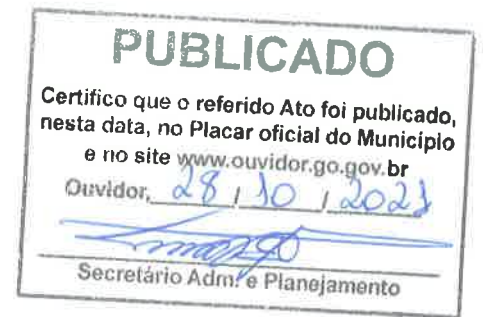 PUBLICADO
Certifico que o referido Ato foi publicado,
nesta data, no Placar oficial do Município
e no site www.ouvidor.go.gov.br
Ouvidor, 28 / 10 / 2021
Secretário Adm. e Planejamento